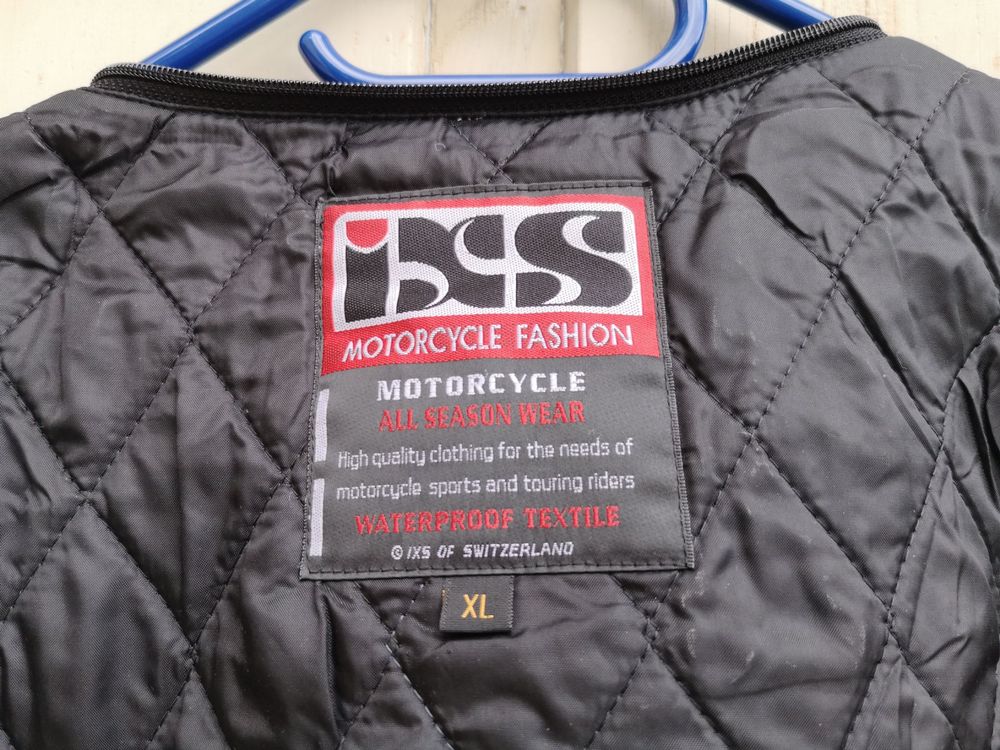 iXS
MOTORCYCLE FASHION
MOTORCYCLE
ALL SEASON WEAR
High quality clothing for the needs of
motorcycle sports and touring riders
WATERPROOF TEXTILE
© IXS OF SWITZERLAND
XL